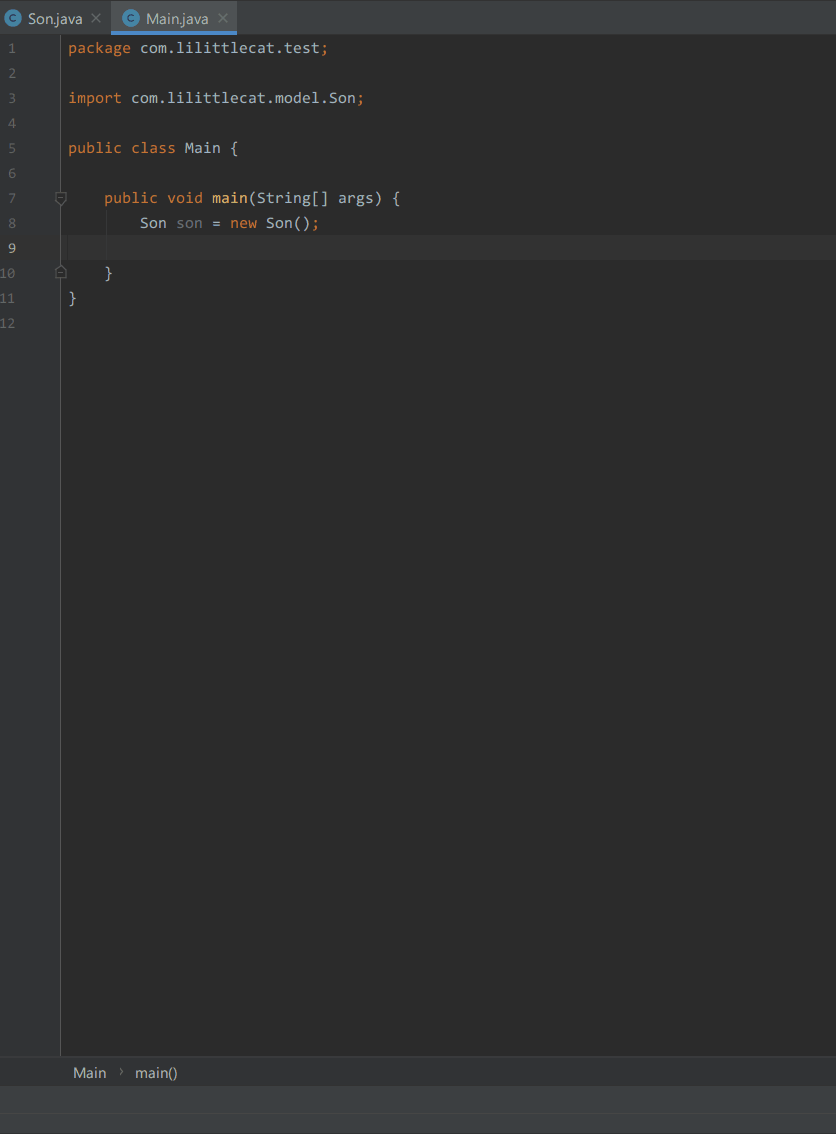 Son.java
Main.java
1 package com.lilittlecat.test;
2
3 import com.lilittlecat.model.Son;
4
5 public class Main {
6
7 public void main(String[] args) {
8 Son son = new Son();
9
10 }
11 }
12
Main › main()